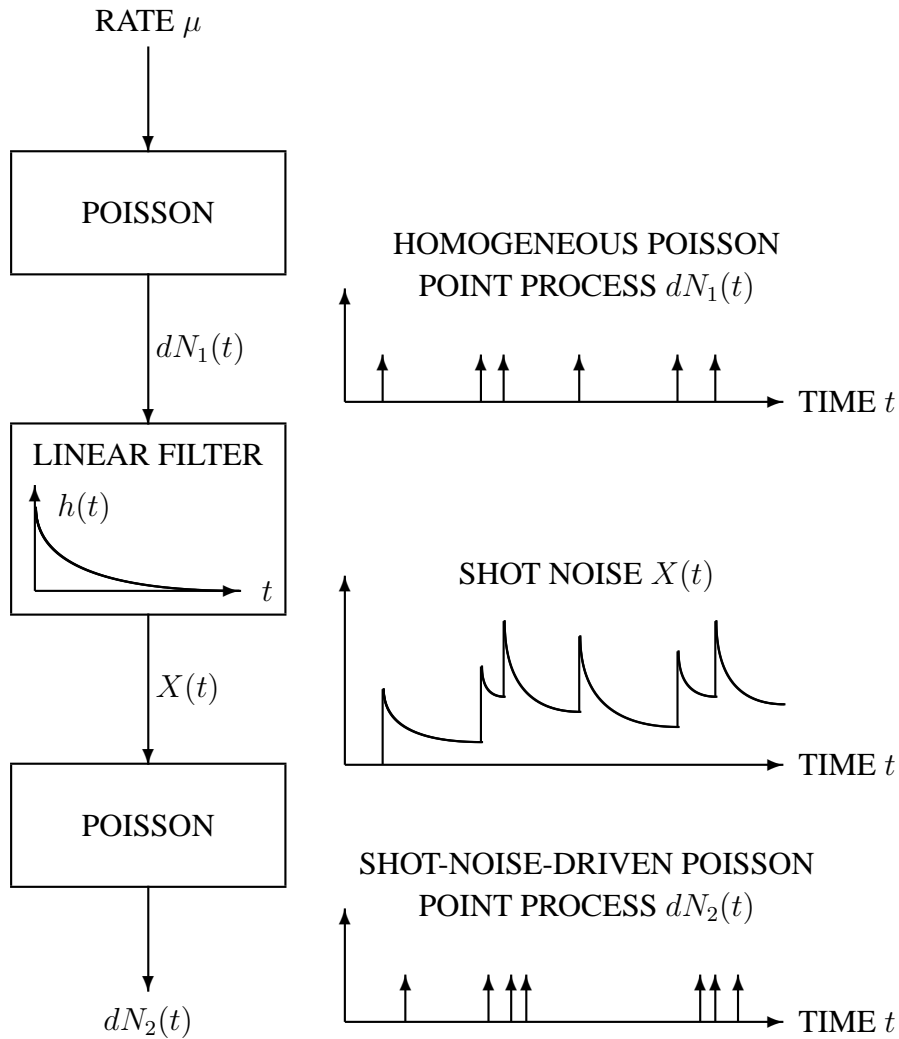 RATE μ
POISSON
dN₁(t)
LINEAR FILTER
h(t)
t
X(t)
POISSON
dN₂(t)
HOMOGENEOUS POISSON
POINT PROCESS dN₁(t)
TIME t
SHOT NOISE X(t)
TIME t
SHOT-NOISE-DRIVEN POISSON
POINT PROCESS dN₂(t)
TIME t